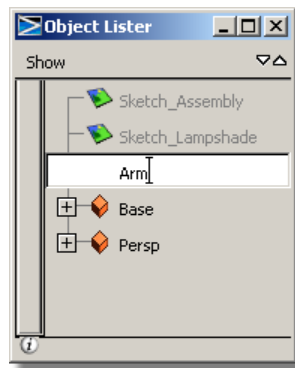 Object Lister
Show
Sketch_Assembly
Sketch_Lampshade
Arm
Base
Persp